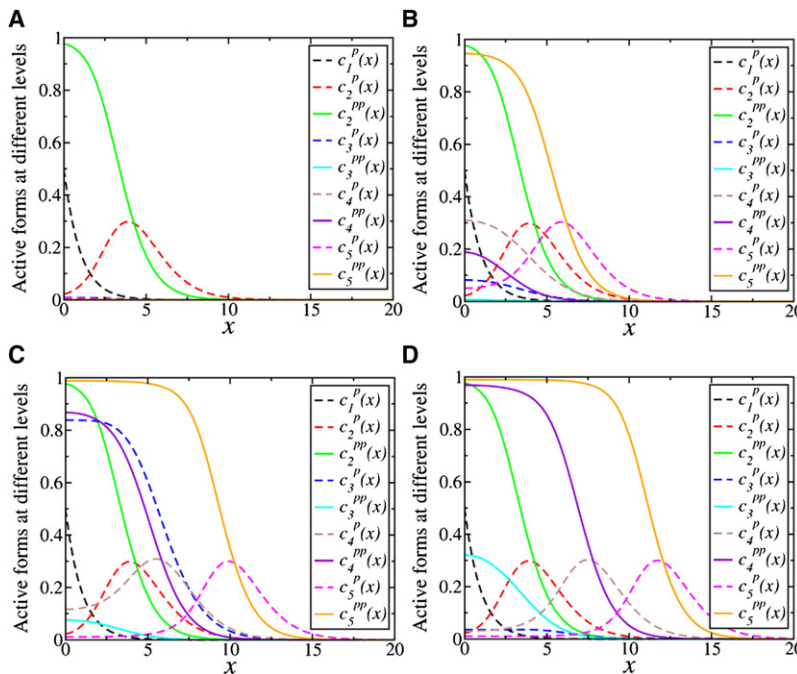 A
Active forms at different levels
1
0.8
0.6
0.4
0.2
0
0
5
10
15
20
x
c₁ᵖ(x)
c₂ᵖ(x)
c₂ᵖᵖ(x)
c₃ᵖ(x)
c₃ᵖᵖ(x)
c₄ᵖ(x)
c₄ᵖᵖ(x)
c₅ᵖ(x)
c₅ᵖᵖ(x)
B
Active forms at different levels
1
0.8
0.6
0.4
0.2
0
0
5
10
15
20
x
c₁ᵖ(x)
c₂ᵖ(x)
c₂ᵖᵖ(x)
c₃ᵖ(x)
c₃ᵖᵖ(x)
c₄ᵖ(x)
c₄ᵖᵖ(x)
c₅ᵖ(x)
c₅ᵖᵖ(x)
C
Active forms at different levels
1
0.8
0.6
0.4
0.2
0
0
5
10
15
20
x
c₁ᵖ(x)
c₂ᵖ(x)
c₂ᵖᵖ(x)
c₃ᵖ(x)
c₃ᵖᵖ(x)
c₄ᵖ(x)
c₄ᵖᵖ(x)
c₅ᵖ(x)
c₅ᵖᵖ(x)
D
Active forms at different levels
1
0.8
0.6
0.4
0.2
0
0
5
10
15
20
x
c₁ᵖ(x)
c₂ᵖ(x)
c₂ᵖᵖ(x)
c₃ᵖ(x)
c₃ᵖᵖ(x)
c₄ᵖ(x)
c₄ᵖᵖ(x)
c₅ᵖ(x)
c₅ᵖᵖ(x)